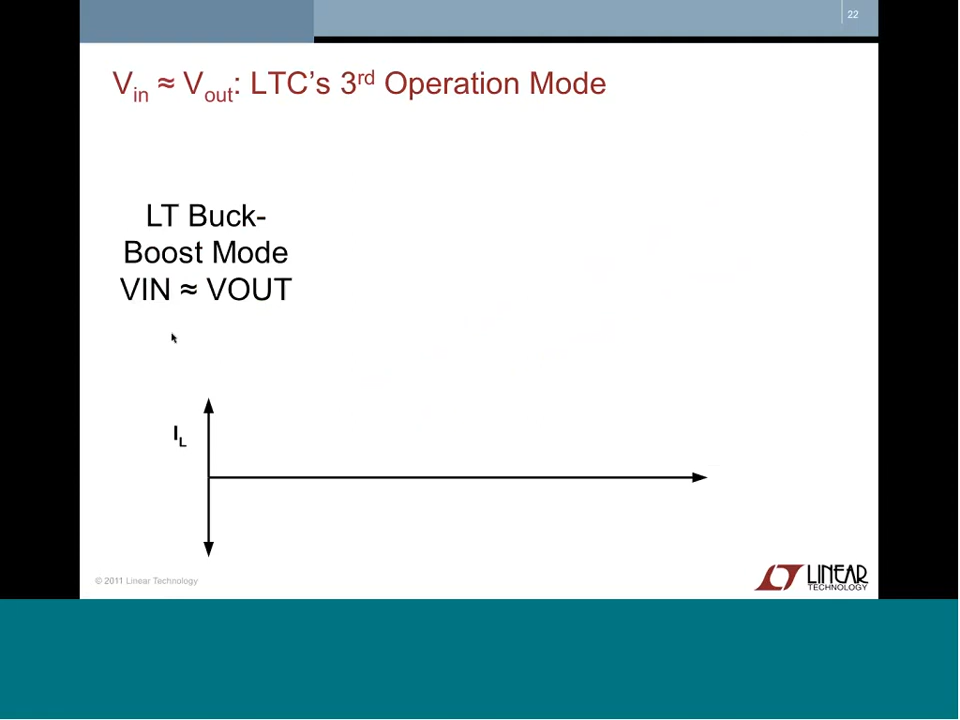 22
Vin ≈ Vout: LTC’s 3rd Operation Mode
LT Buck-
Boost Mode
VIN ≈ VOUT
IL
© 2011 Linear Technology
LINEAR
TECHNOLOGY